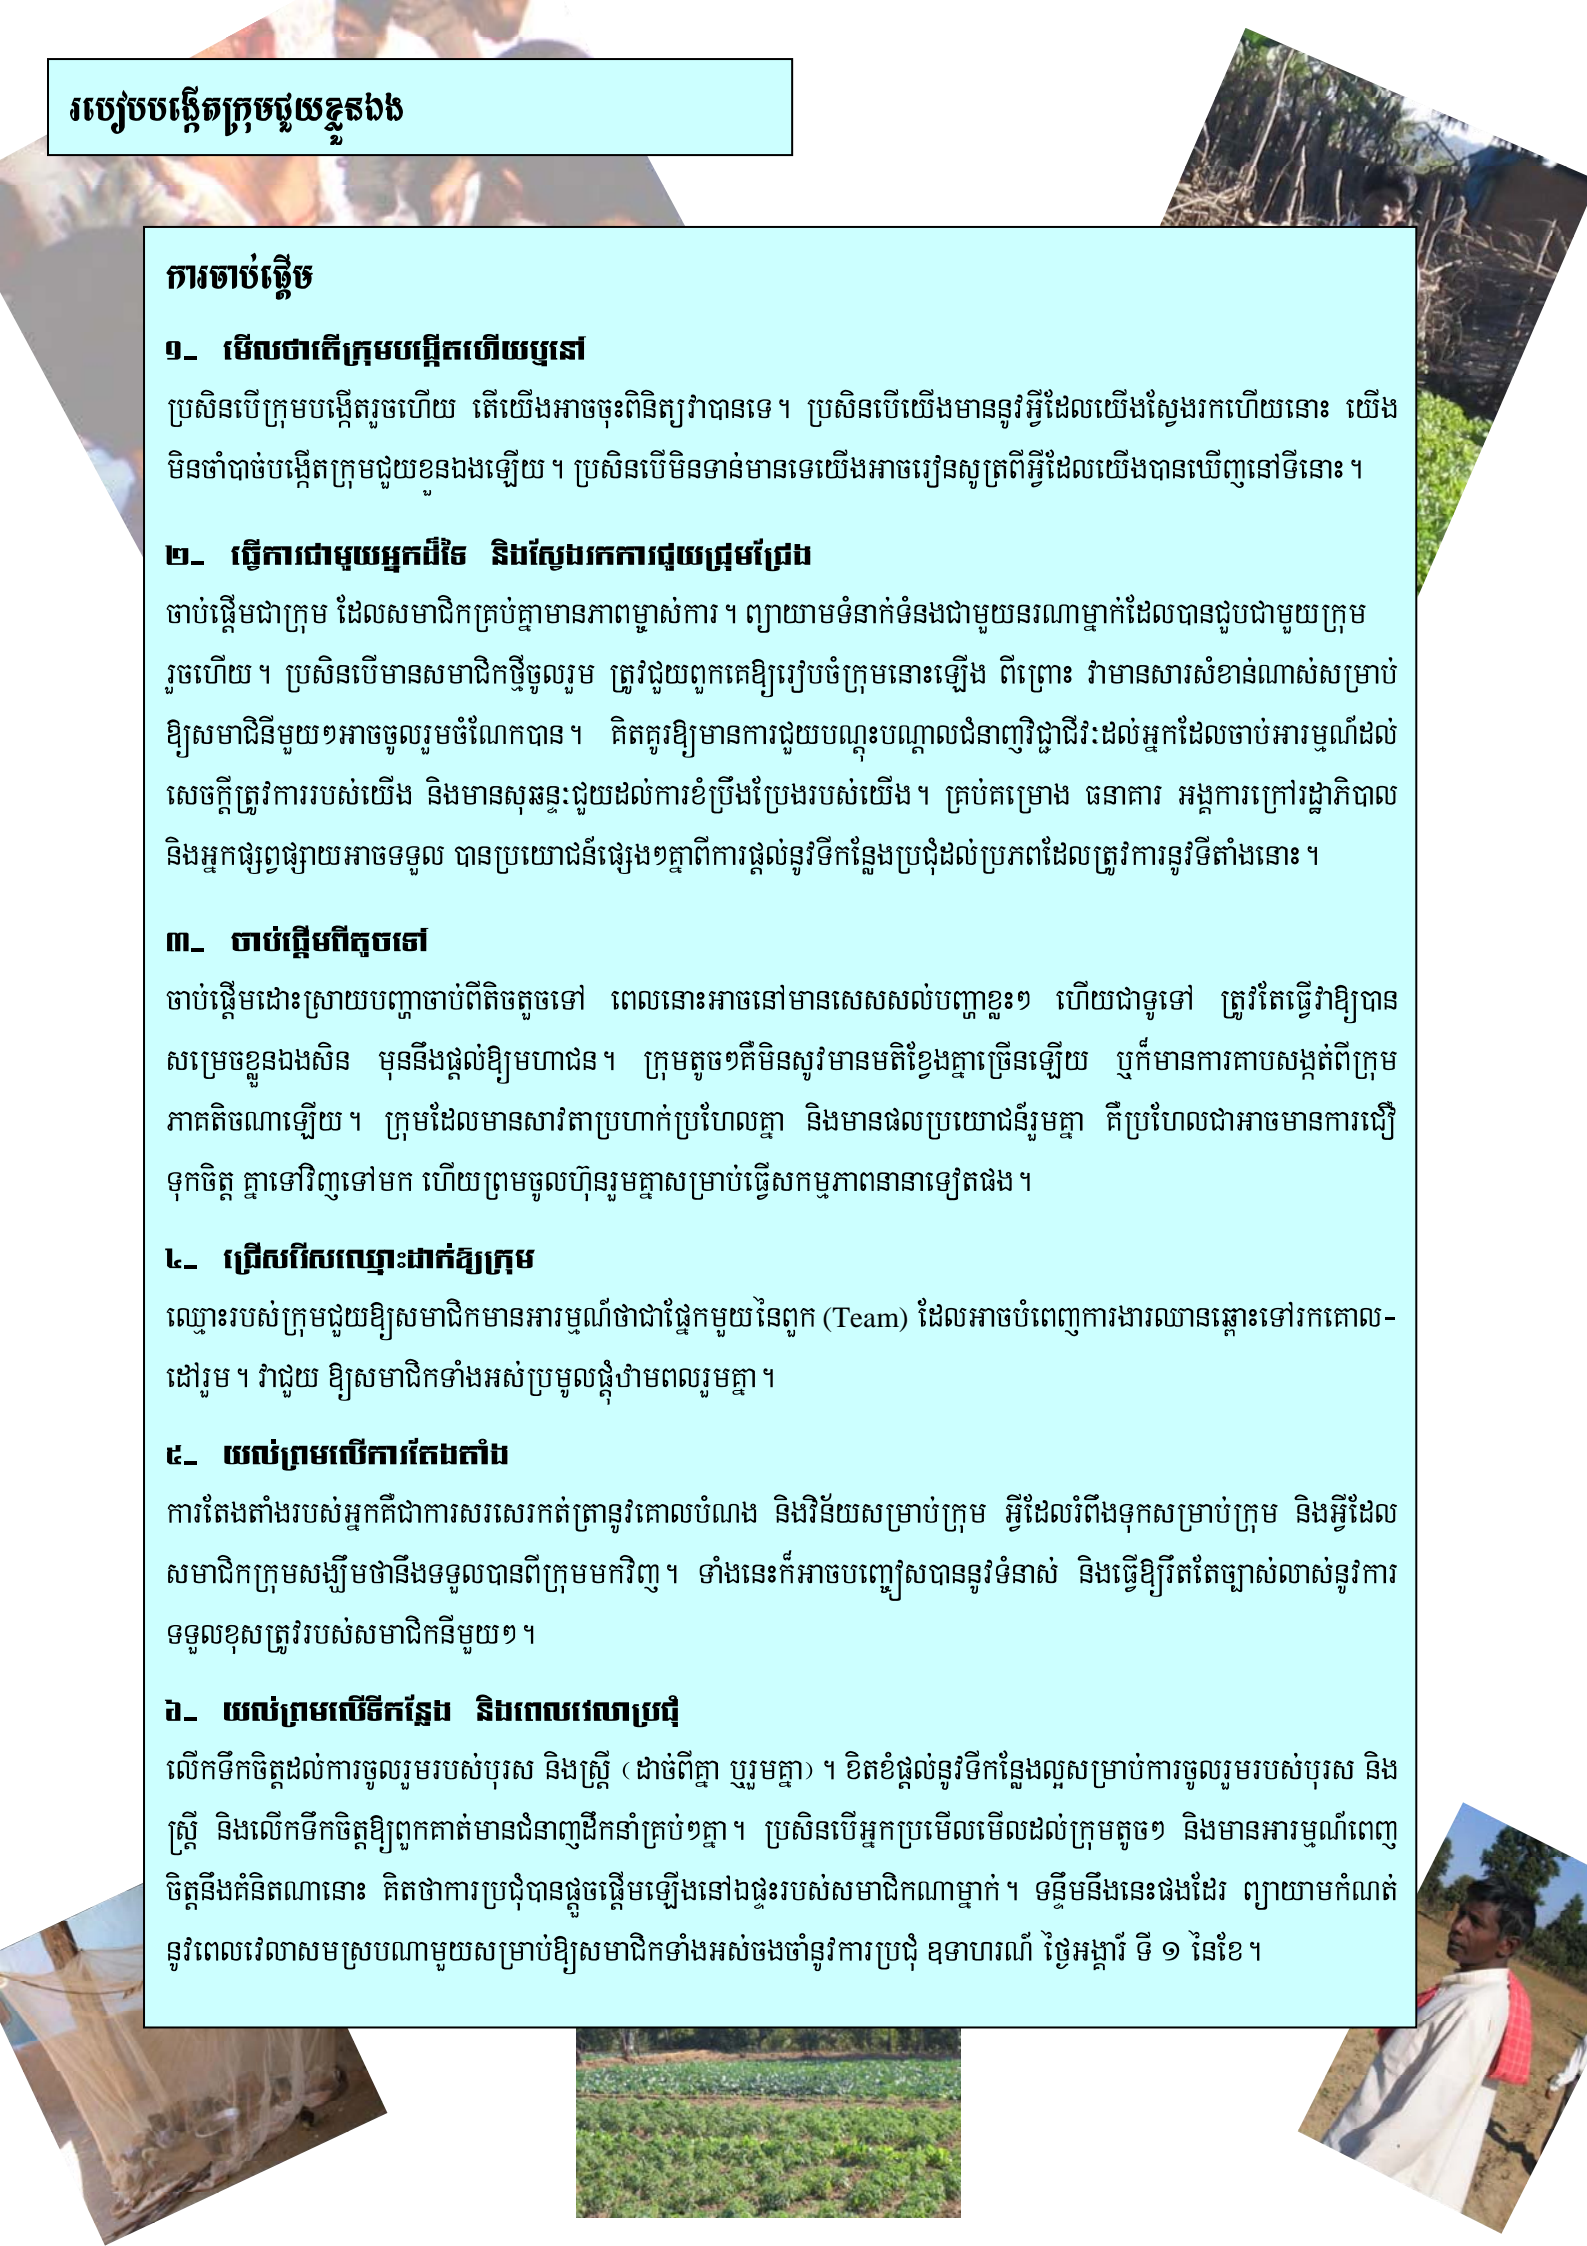 របៀបបង្កើតក្រុមជួយខ្លួនឯង
ការចាប់ផ្ដើម
១- មើលថាតើក្រុមបង្កើតហើយឬនៅ
ប្រសិនបើក្រុមបង្កើតរួចហើយ តើយើងអាចចុះពិនិត្យវាបានទេ។ ប្រសិនបើយើងមាននូវអ្វីដែលយើងស្វែងរកហើយនោះ យើង
មិនចាំបាច់បង្កើតក្រុមជួយខ្លួនឯងឡើយ។ ប្រសិនបើមិនទាន់មានទេយើងអាចរៀនសូត្រពីអ្វីដែលយើងបានឃើញនៅទីនោះ។
២- ធ្វើការជាមួយអ្នកដ៏ទៃ និងស្វែងរកការជួយជ្រុមជ្រែង
ចាប់ផ្ដើមជាក្រុម ដែលសមាជិកគ្រប់គ្នាមានភាពម្ចាស់ការ។ ព្យាយាមទំនាក់ទំនងជាមួយនរណាម្នាក់ដែលបានជួបជាមួយក្រុម
រួចហើយ។ ប្រសិនបើមានសមាជិកថ្មីចូលរួម ត្រូវជួយពួកគេឱ្យរៀបចំក្រុមនោះឡើង ពីព្រោះ វាមានសារសំខាន់ណាស់សម្រាប់
ឱ្យសមាជិនីមួយៗអាចចូលរួមចំណែកបាន។ គិតគូរឱ្យមានការជួយបណ្ដុះបណ្ដាលជំនាញវិជ្ជាជីវៈដល់អ្នកដែលចាប់អារម្មណ៍ដល់
សេចក្ដីត្រូវការរបស់យើង និងមានសុឆន្ទៈជួយដល់ការខំប្រឹងប្រែងរបស់យើង។ គ្រប់គម្រោង ធនាគារ អង្គការក្រៅរដ្ឋាភិបាល
និងអ្នកផ្សព្វផ្សាយអាចទទួល បានប្រយោជន៍ផ្សេងៗគ្នាពីការផ្ដល់នូវទីកន្លែងប្រជុំដល់ប្រភពដែលត្រូវការនូវទីតាំងនោះ។
៣- ចាប់ផ្ដើមពីតូចទៅ
ចាប់ផ្ដើមដោះស្រាយបញ្ហាចាប់ពីតិចតួចទៅ ពេលនោះអាចនៅមានសេសសល់បញ្ហាខ្លះៗ ហើយជាទូទៅ ត្រូវតែធ្វើវាឱ្យបាន
សម្រេចខ្លួនឯងសិន មុននឹងផ្ដល់ឱ្យមហាជន។ ក្រុមតូចៗគឺមិនសូវមានមតិខ្វែងគ្នាច្រើនឡើយ ឬក៏មានការគាបសង្កត់ពីក្រុម
ភាគតិចណាឡើយ។ ក្រុមដែលមានសាវតាប្រហាក់ប្រហែលគ្នា និងមានផលប្រយោជន៍រួមគ្នា គឺប្រហែលជាអាចមានការជឿ
ទុកចិត្ត គ្នាទៅវិញទៅមក ហើយព្រមចូលហ៊ុនរួមគ្នាសម្រាប់ធ្វើសកម្មភាពនានាទៀតផង។
៤- ជ្រើសរើសឈ្មោះដាក់ឱ្យក្រុម
ឈ្មោះរបស់ក្រុមជួយឱ្យសមាជិកមានអារម្មណ៍ថាជាផ្នែកមួយនៃពួក (Team) ដែលអាចបំពេញការងារឈានឆ្ពោះទៅរកគោល-
ដៅរួម។ វាជួយ ឱ្យសមាជិកទាំងអស់ប្រមូលផ្ដុំឋាមពលរួមគ្នា។
៥- យល់ព្រមលើការតែងតាំង
ការតែងតាំងរបស់អ្នកគឺជាការសរសេរកត់ត្រានូវគោលបំណង និងវិន័យសម្រាប់ក្រុម អ្វីដែលរំពឹងទុកសម្រាប់ក្រុម និងអ្វីដែល
សមាជិកក្រុមសង្ឃឹមថានឹងទទួលបានពីក្រុមមកវិញ។ ទាំងនេះក៏អាចបញ្ចៀសបាននូវទំនាស់ និងធ្វើឱ្យរឹតតែច្បាស់លាស់នូវការ
ទទួលខុសត្រូវរបស់សមាជិកនីមួយៗ។
៦- យល់ព្រមលើទីកន្លែង និងពេលវេលាប្រជុំ
លើកទឹកចិត្តដល់ការចូលរួមរបស់បុរស និងស្ត្រី (ដាច់ពីគ្នា ឬរួមគ្នា)។ ខិតខំផ្ដល់នូវទីកន្លែងល្អសម្រាប់ការចូលរួមរបស់បុរស និង
ស្ត្រី និងលើកទឹកចិត្តឱ្យពួកគាត់មានជំនាញដឹកនាំគ្រប់ៗគ្នា។ ប្រសិនបើអ្នកប្រមើលមើលដល់ក្រុមតូចៗ និងមានអារម្មណ៍ពេញ
ចិត្តនឹងគំនិតណានោះ គិតថាការប្រជុំបានផ្ដួចផ្ដើមឡើងនៅឯផ្ទះរបស់សមាជិកណាម្នាក់។ ទន្ទឹមនឹងនេះផងដែរ ព្យាយាមកំណត់
នូវពេលវេលាសមស្របណាមួយសម្រាប់ឱ្យសមាជិកទាំងអស់ចងចាំនូវការប្រជុំ ឧទាហរណ៍ ថ្ងៃអង្គារ៍ ទី ១ នៃខែ។